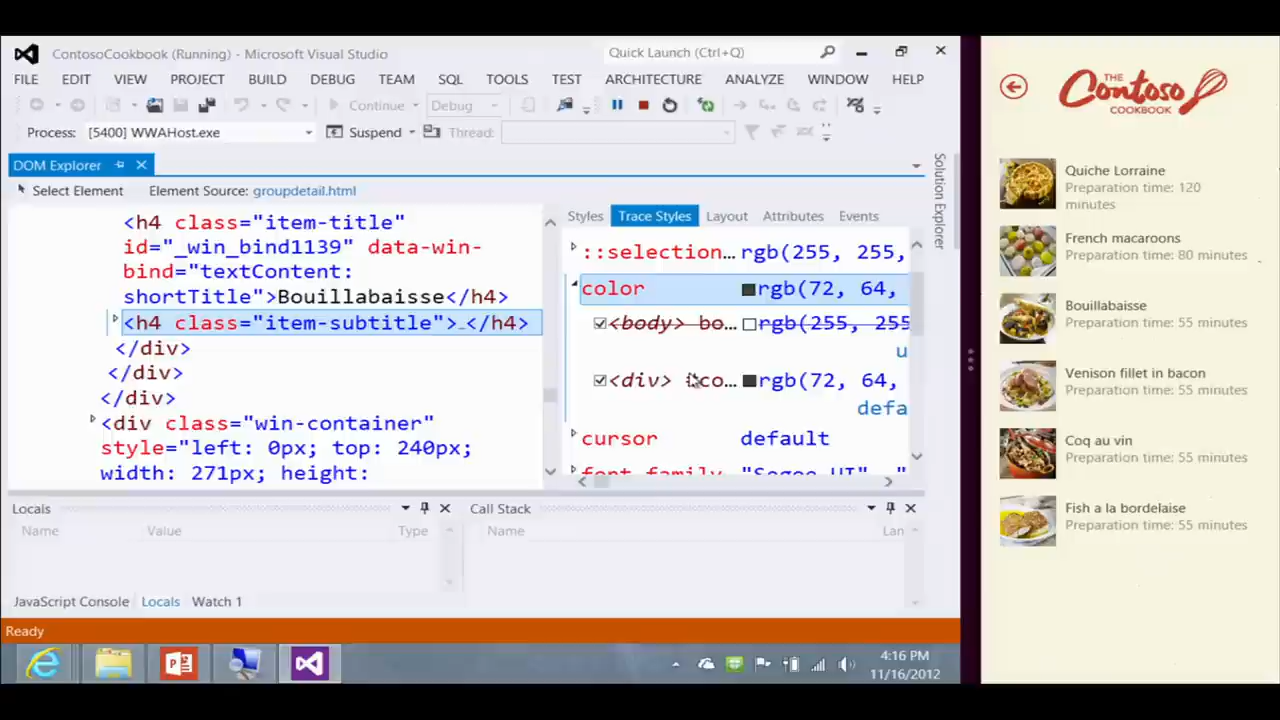 ContosoCookbook (Running) - Microsoft Visual Studio
Quick Launch (Ctrl+Q)
FILE EDIT VIEW PROJECT BUILD DEBUG TEAM SQL TOOLS TEST ARCHITECTURE ANALYZE WINDOW HELP
Continue Debug
Process: [5400] WWAHost.exe Suspend Thread:
DOM Explorer
Select Element Element Source: groupdetail.html
<h4 class="item-title"
id="_win_bind1139" data-win-
bind="textContent:
shortTitle">Bouillabaisse</h4>
<h4 class="item-subtitle">…</h4>
</div>
</div>
</div>
<div class="win-container"
style="left: 0px; top: 240px;
width: 271px; height:
Styles Trace Styles Layout Attributes Events
::selection... rgb(255, 255,
color rgb(72, 64,
<body> bo... rgb(255, 255
u
<div> co... rgb(72, 64,
defa
cursor default
font-family "Segoe UI", "
Solution Explorer
Locals
Name Value Type
Call Stack
Name Lan
JavaScript Console Locals Watch 1
Ready
4:16 PM
11/16/2012
THE
Contoso
COOKBOOK
Quiche Lorraine
Preparation time: 120
minutes
French macaroons
Preparation time: 80 minutes
Bouillabaisse
Preparation time: 55 minutes
Venison fillet in bacon
Preparation time: 55 minutes
Coq au vin
Preparation time: 55 minutes
Fish a la bordelaise
Preparation time: 55 minutes